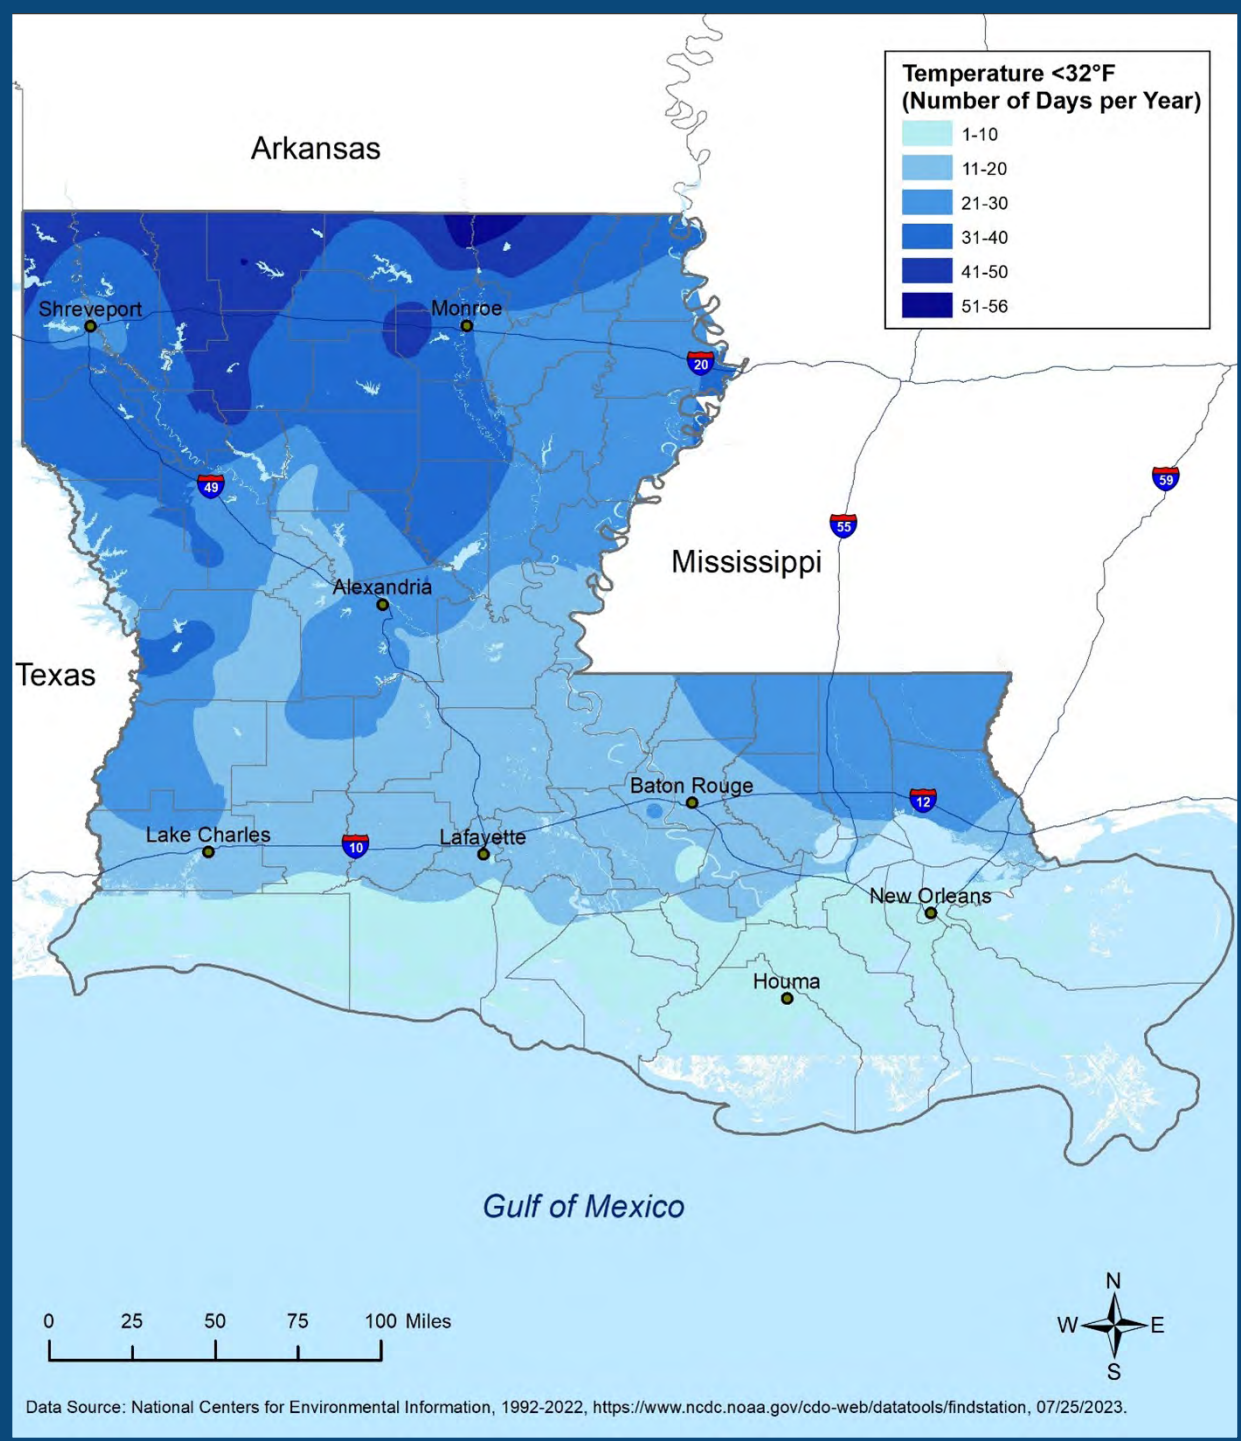 Temperature <32°F
(Number of Days per Year)
1-10
11-20
21-30
31-40
41-50
51-56
Arkansas
Shreveport
Monroe
20
49
59
55
Mississippi
Alexandria
Texas
Baton Rouge
12
Lake Charles
10
Lafayette
New Orleans
Houma
Gulf of Mexico
N
W E
S
0 25 50 75 100 Miles
Data Source: National Centers for Environmental Information, 1992-2022, https://www.ncdc.noaa.gov/cdo-web/datatools/findstation, 07/25/2023.